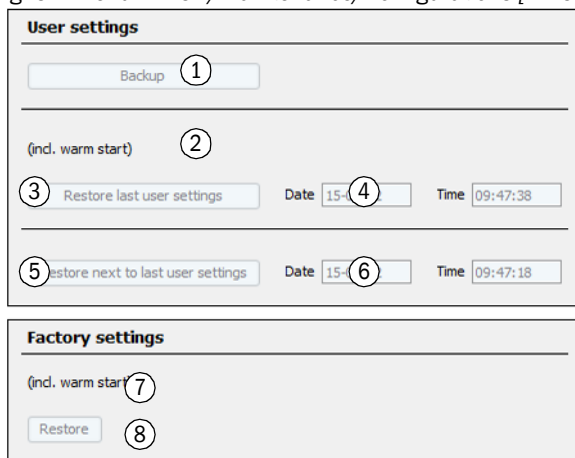 User settings
Backup 1
(incl. warm start) 2
3 Restore last user settings Date 4 Time 09:47:38
5 next to last user settings Date 6 Time 09:47:18
Factory settings
(incl. warm start) 7
Restore 8